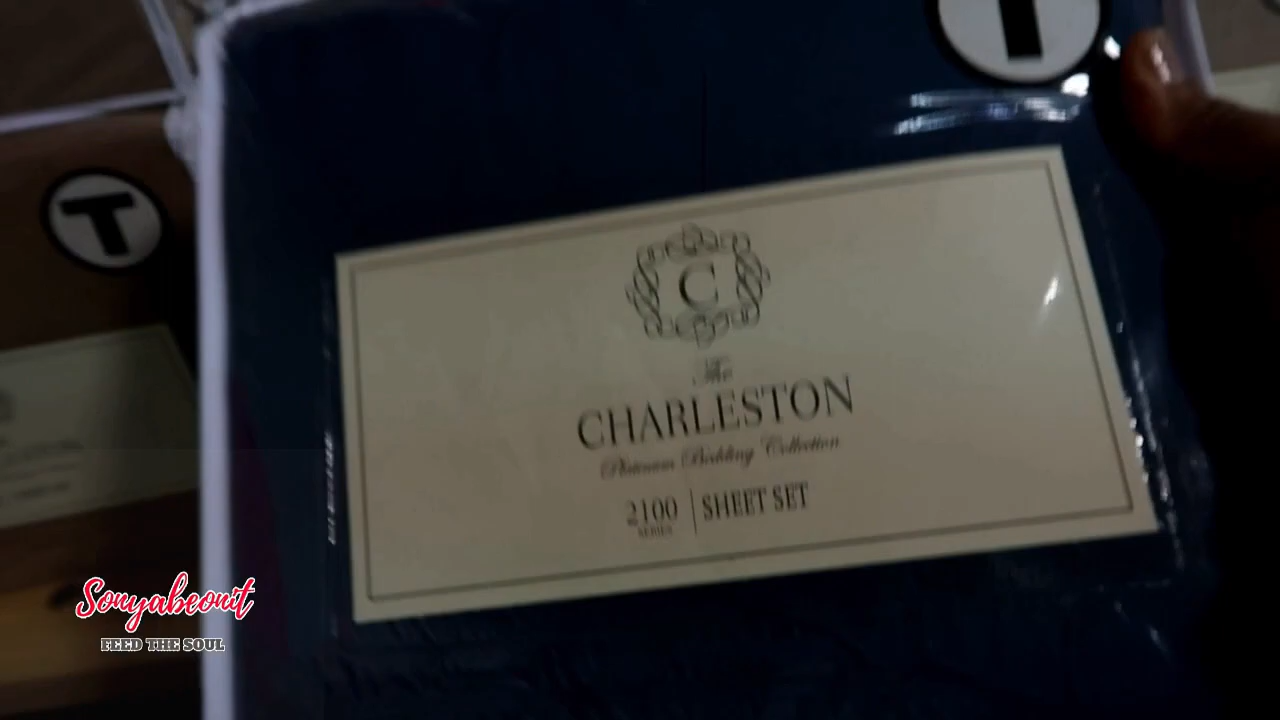 T
T
C
The
CHARLESTON
Platinum Bedding Collection
2100 SHEET SET
SERIES
Sonyabeonit
FEED THE SOUL